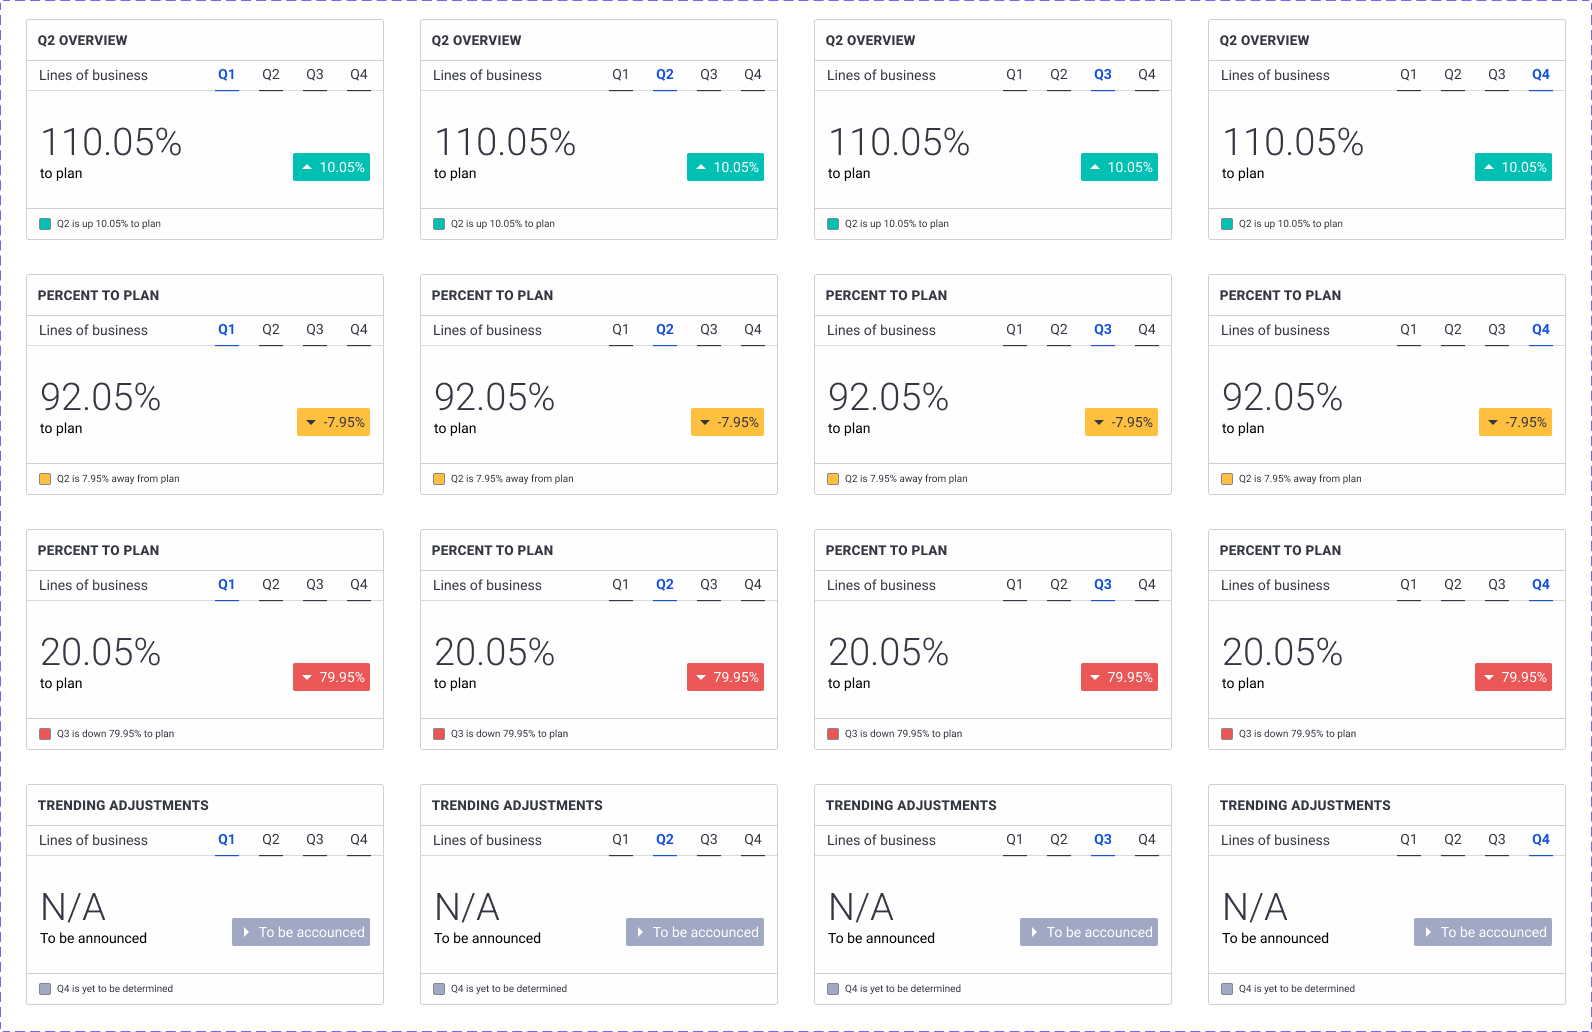 Q2 OVERVIEW
Lines of business Q1 Q2 Q3 Q4
110.05%
to plan
10.05%
Q2 is up 10.05% to plan
Q2 OVERVIEW
Lines of business Q1 Q2 Q3 Q4
110.05%
to plan
10.05%
Q2 is up 10.05% to plan
Q2 OVERVIEW
Lines of business Q1 Q2 Q3 Q4
110.05%
to plan
10.05%
Q2 is up 10.05% to plan
Q2 OVERVIEW
Lines of business Q1 Q2 Q3 Q4
110.05%
to plan
10.05%
Q2 is up 10.05% to plan
PERCENT TO PLAN
Lines of business Q1 Q2 Q3 Q4
92.05%
to plan
-7.95%
Q2 is 7.95% away from plan
PERCENT TO PLAN
Lines of business Q1 Q2 Q3 Q4
92.05%
to plan
-7.95%
Q2 is 7.95% away from plan
PERCENT TO PLAN
Lines of business Q1 Q2 Q3 Q4
92.05%
to plan
-7.95%
Q2 is 7.95% away from plan
PERCENT TO PLAN
Lines of business Q1 Q2 Q3 Q4
92.05%
to plan
-7.95%
Q2 is 7.95% away from plan
PERCENT TO PLAN
Lines of business Q1 Q2 Q3 Q4
20.05%
to plan
79.95%
Q3 is down 79.95% to plan
PERCENT TO PLAN
Lines of business Q1 Q2 Q3 Q4
20.05%
to plan
79.95%
Q3 is down 79.95% to plan
PERCENT TO PLAN
Lines of business Q1 Q2 Q3 Q4
20.05%
to plan
79.95%
Q3 is down 79.95% to plan
PERCENT TO PLAN
Lines of business Q1 Q2 Q3 Q4
20.05%
to plan
79.95%
Q3 is down 79.95% to plan
TRENDING ADJUSTMENTS
Lines of business Q1 Q2 Q3 Q4
N/A
To be announced
To be accounced
Q4 is yet to be determined
TRENDING ADJUSTMENTS
Lines of business Q1 Q2 Q3 Q4
N/A
To be announced
To be accounced
Q4 is yet to be determined
TRENDING ADJUSTMENTS
Lines of business Q1 Q2 Q3 Q4
N/A
To be announced
To be accounced
Q4 is yet to be determined
TRENDING ADJUSTMENTS
Lines of business Q1 Q2 Q3 Q4
N/A
To be announced
To be accounced
Q4 is yet to be determined